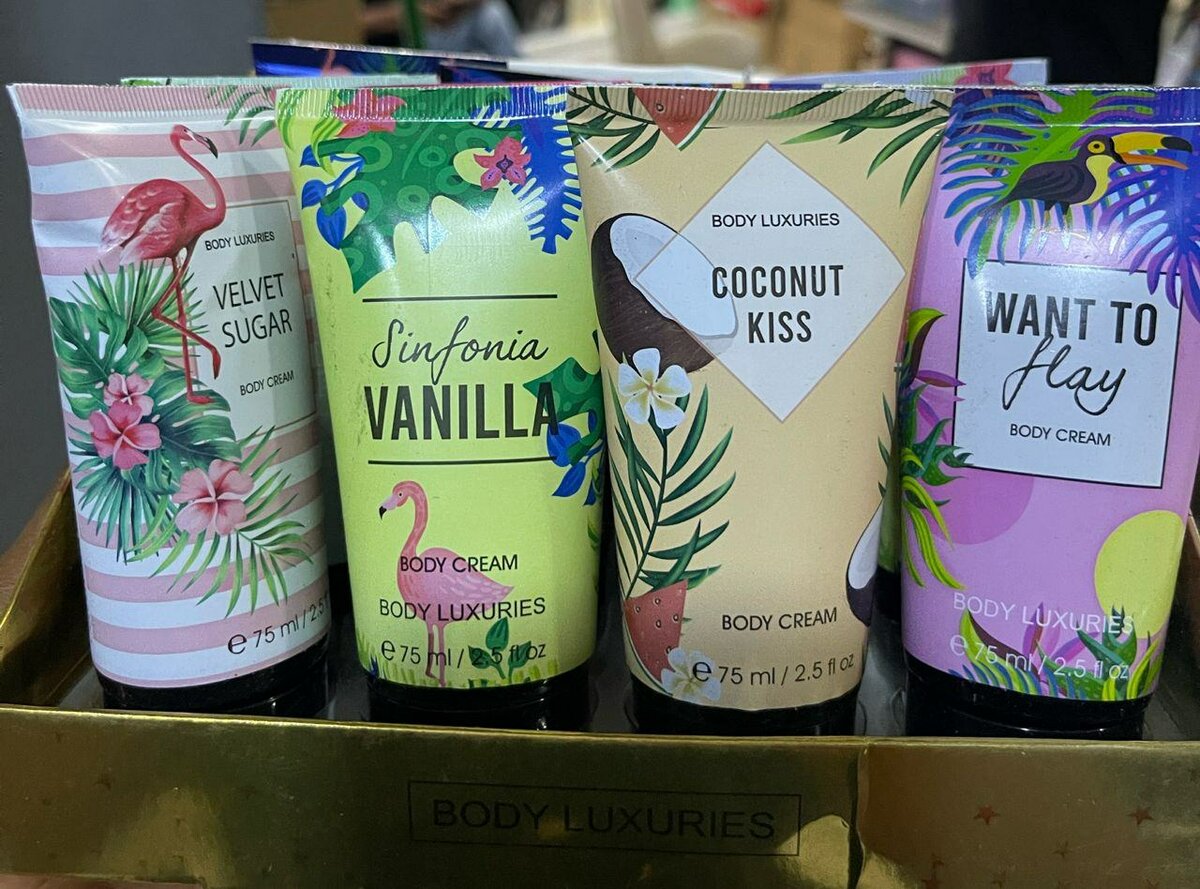 BODY LUXURIES
VELVET
SUGAR
BODY CREAM
e 75 ml / 2.5
Sinfonia
VANILLA
BODY CREAM
BODY LUXURIES
e 75 ml / 2.5 fl oz
BODY LUXURIES
COCONUT
KISS
BODY CREAM
e 75 ml / 2.5 fl oz
WANT TO
flay
BODY CREAM
BODY LUXURIES
e 75 ml / 2.5 fl oz
BODY LUXURIES